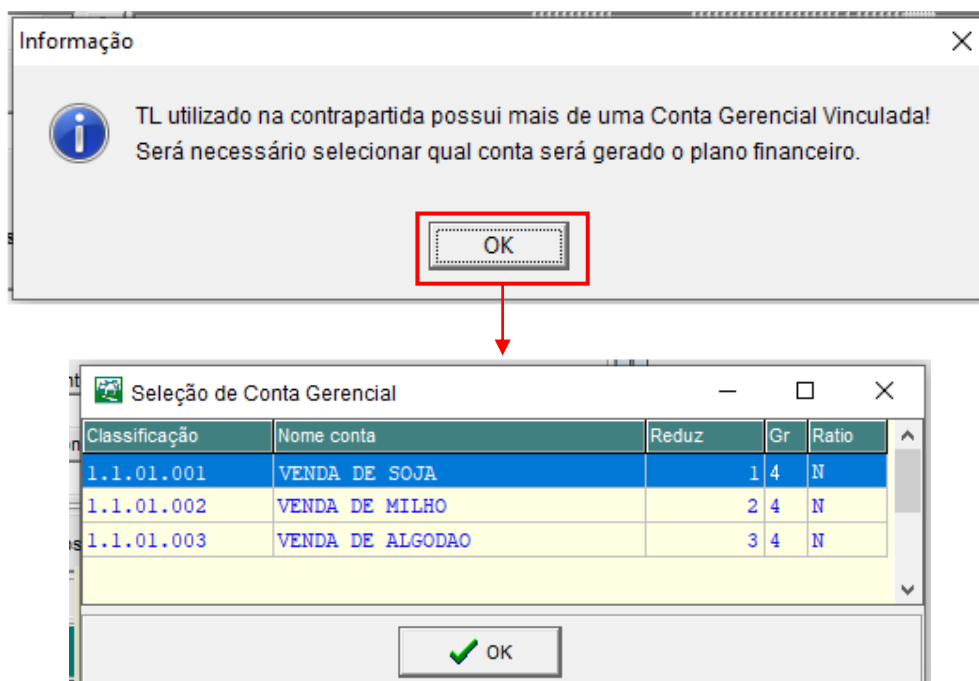 Informação
TL utilizado na contrapartida possui mais de uma Conta Gerencial Vinculada!
Será necessário selecionar qual conta será gerado o plano financeiro.
OK
Seleção de Conta Gerencial
Classificação Nome conta Reduz Gr Ratio
1.1.01.001 VENDA DE SOJA 1 4 N
1.1.01.002 VENDA DE MILHO 2 4 N
1.1.01.003 VENDA DE ALGODAO 3 4 N
OK